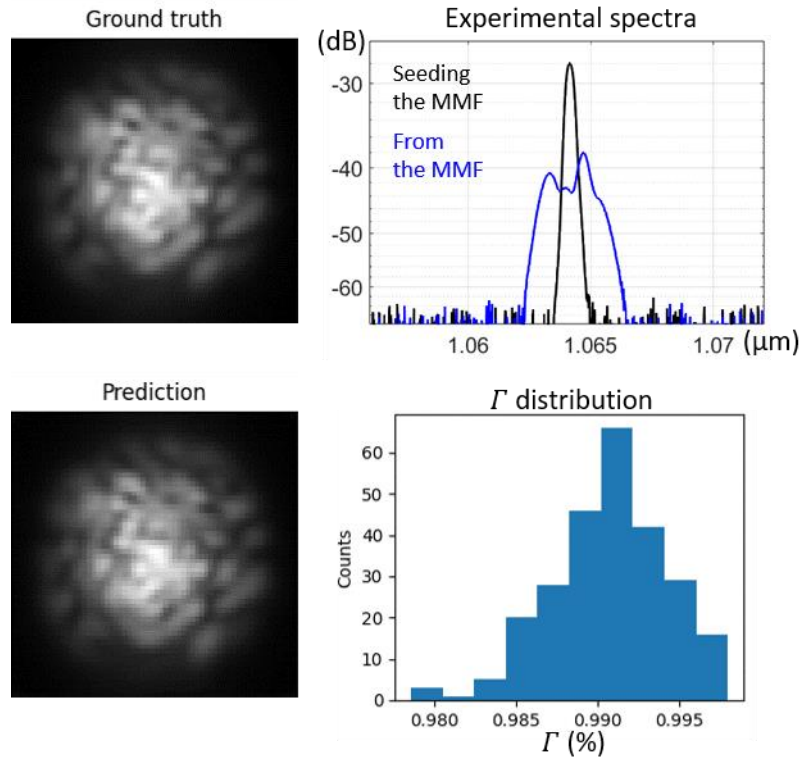 Ground truth
Experimental spectra
(dB)
-30
-40
-50
-60
Seeding
the MMF
From
the MMF
1.06
1.065
1.07
(μm)
Prediction
Γ distribution
60
50
40
30
20
10
0
Counts
0.980
0.985
0.990
0.995
Γ (%)